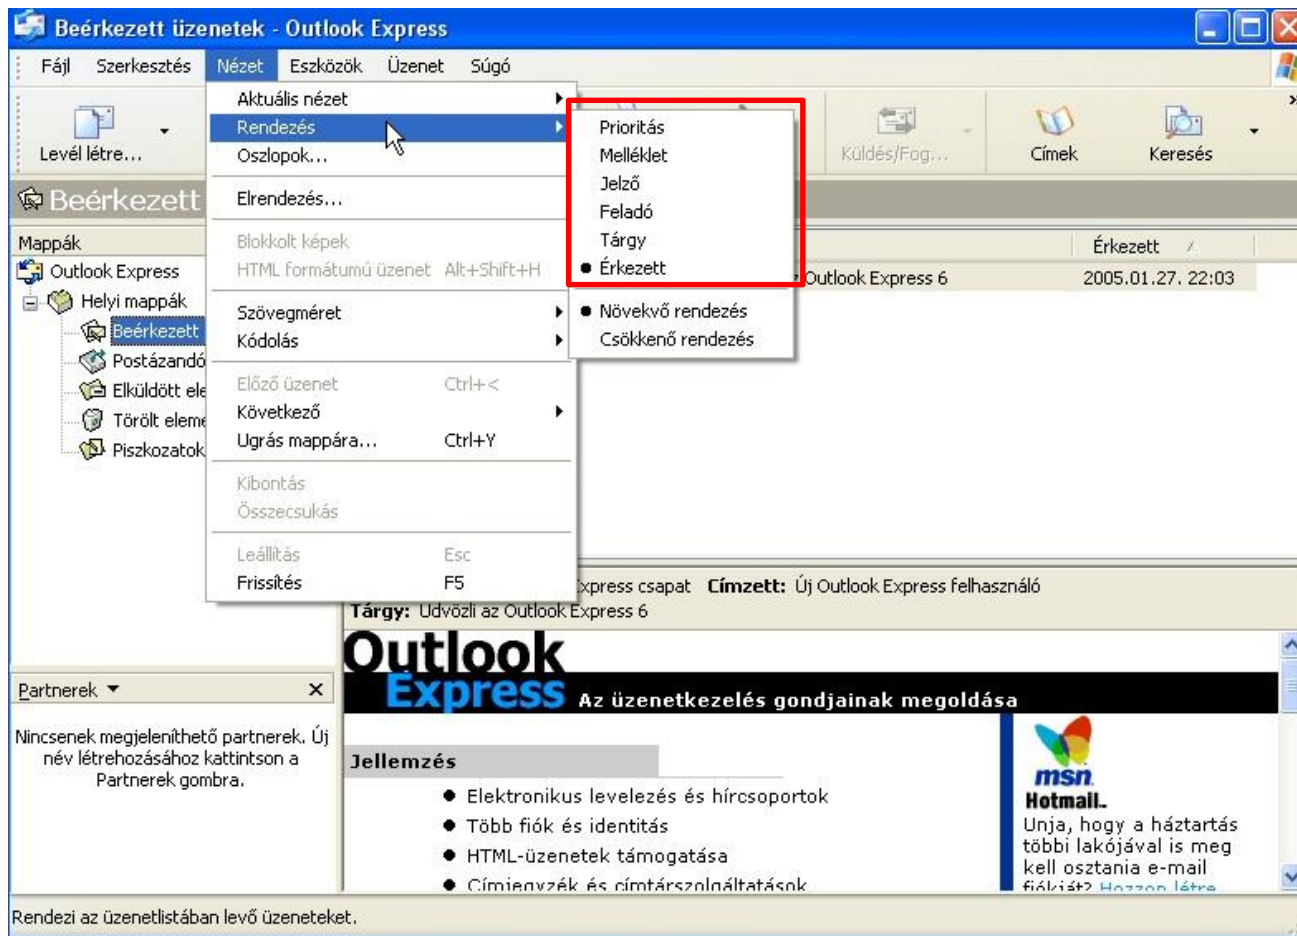 Beérkezett üzenetek - Outlook Express
Fájl Szerkesztés Nézet Eszközök Üzenet Súgó
Levél létre... Küldés/Fog... Címek Keresés
Aktuális nézet
Rendezés
Oszlopok...
Elrendezés...
Blokkolt képek
HTML formátumú üzenet Alt+Shift+H
Szövegméret
Kódolás
Előző üzenet Ctrl+<
Következő
Ugrás mappára... Ctrl+Y
Kibontás
Összecsukás
Leállítás Esc
Frissítés F5
Prioritás
Melléklet
Jelző
Feladó
Tárgy
Érkezett
Növekvő rendezés
Csökkenő rendezés
Beérkezett
Mappák
Outlook Express
Helyi mappák
Beérkezett
Postázandó
Elküldött ele
Törölt eleme
Piszkozatok
Érkezett
Outlook Express 6 2005.01.27. 22:03
xpress csapat Címzett: Új Outlook Express felhasználó
Tárgy: Üdvözli az Outlook Express 6
Outlook
Express Az üzenetkezelés gondjainak megoldása
Jellemzés
Elektronikus levelezés és hírcsoportok
Több fiók és identitás
HTML-üzenetek támogatása
Címjegyzék és címtárszolgáltatások
msn
Hotmail.
Unja, hogy a háztartás
többi lakójával is meg
kell osztania e-mail
fiókját? Hozzon létre
Partnerek
Nincsenek megjeleníthető partnerek. Új
név létrehozásához kattintson a
Partnerek gombra.
Rendezi az üzenetlistában levő üzeneteket.